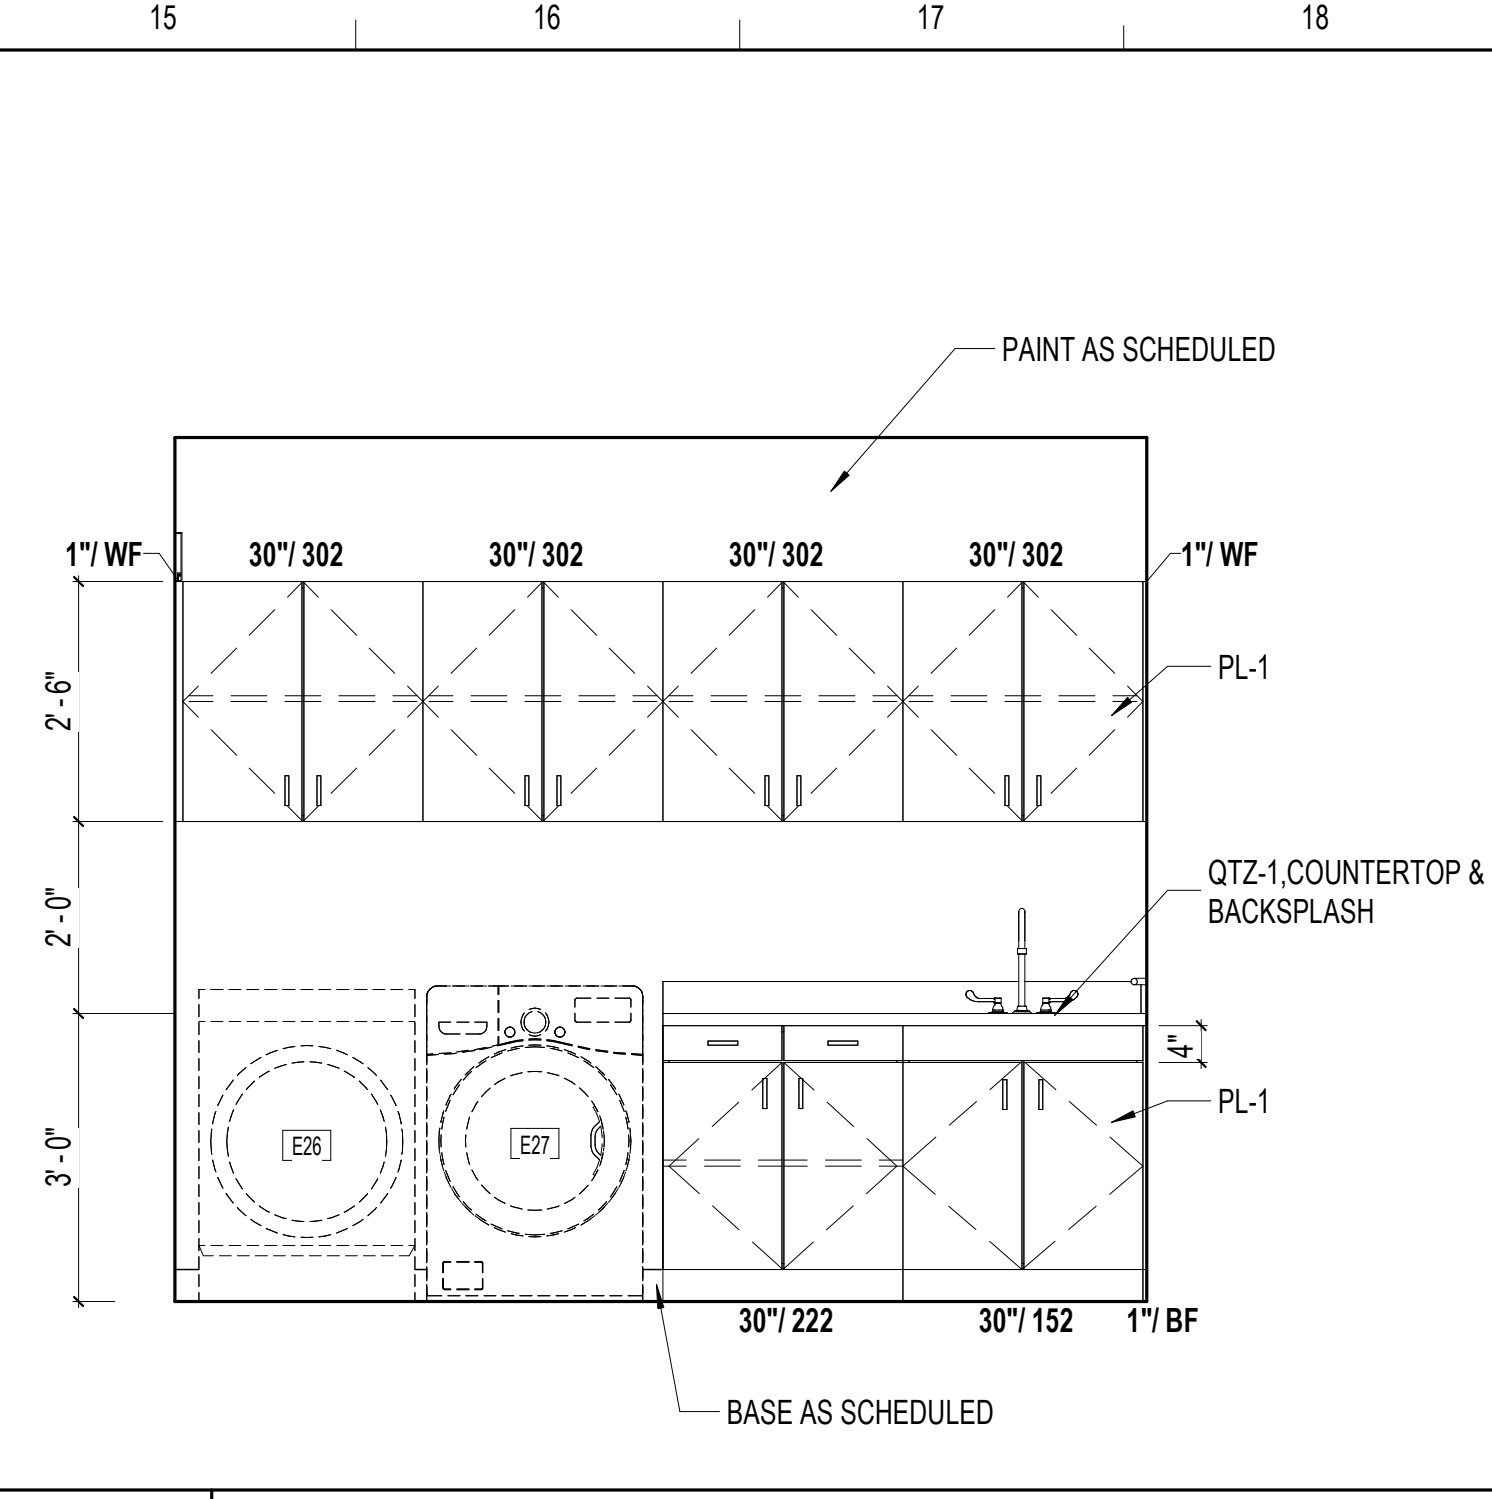 15 16 17 18
PAINT AS SCHEDULED
1"/ WF 30"/ 302 30"/ 302 30"/ 302 30"/ 302 1"/ WF
2' - 6"
PL-1
2' - 0"
QTZ-1,COUNTERTOP &
BACKSPLASH
4"
3' - 0"
E26 E27
PL-1
30"/ 222 30"/ 152 1"/ BF
BASE AS SCHEDULED